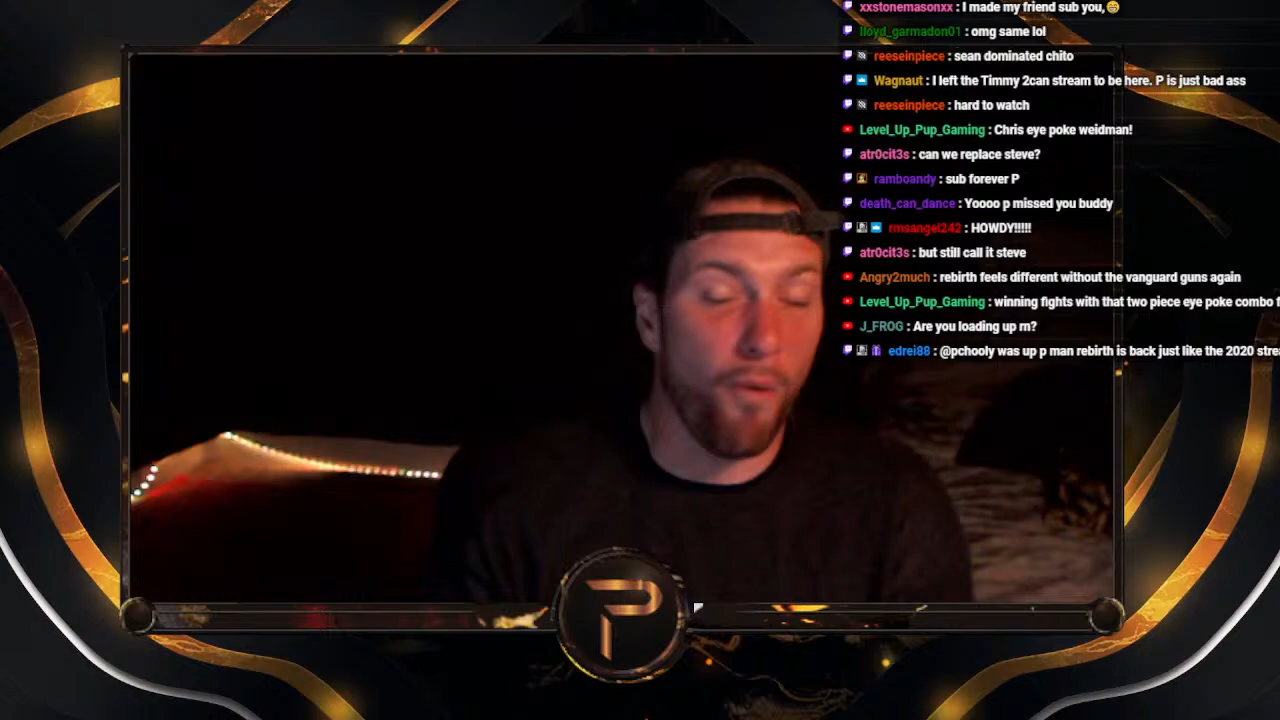 xxstonemasonxx : I made my friend sub you,😁
lloyd_garmadon01 : omg same lol
reeseinpiece : sean dominated chito
Wagnaut : I left the Timmy 2can stream to be here. P is just bad ass
reeseinpiece : hard to watch
Level_Up_Pup_Gaming : Chris eye poke weidman!
atr0cit3s : can we replace steve?
ramboandy : sub forever P
death_can_dance : Yoooo p missed you buddy
rmsangel242 : HOWDY!!!!!
atr0cit3s : but still call it steve
Angry2much : rebirth feels different without the vanguard guns again
Level_Up_Pup_Gaming : winning fights with that two piece eye poke combo f
J_FROG : Are you loading up rn?
edrei88 : @pchooly was up p man rebirth is back just like the 2020 strea
P